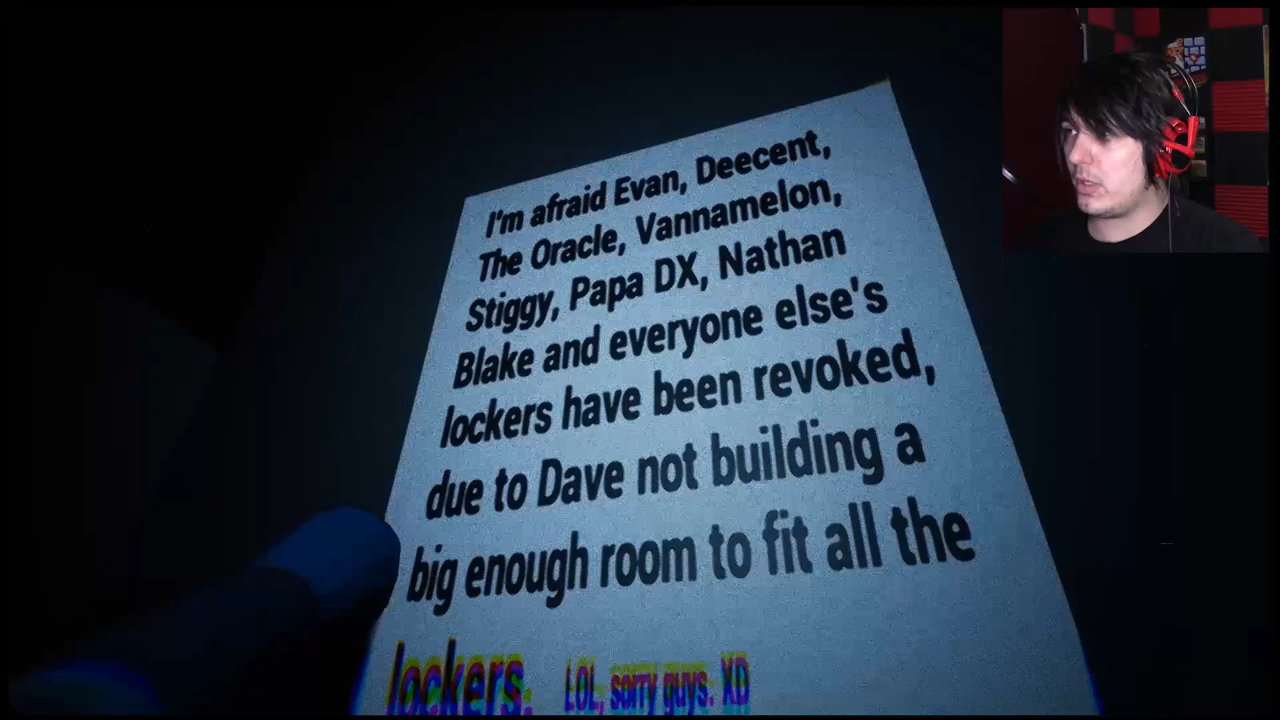 I'm afraid Evan, Deecent,
The Oracle, Vannamelon,
Stiggy, Papa DX, Nathan
Blake and everyone else's
lockers have been revoked,
due to Dave not building a
big enough room to fit all the
lockers. LOL, sorry guys. XD